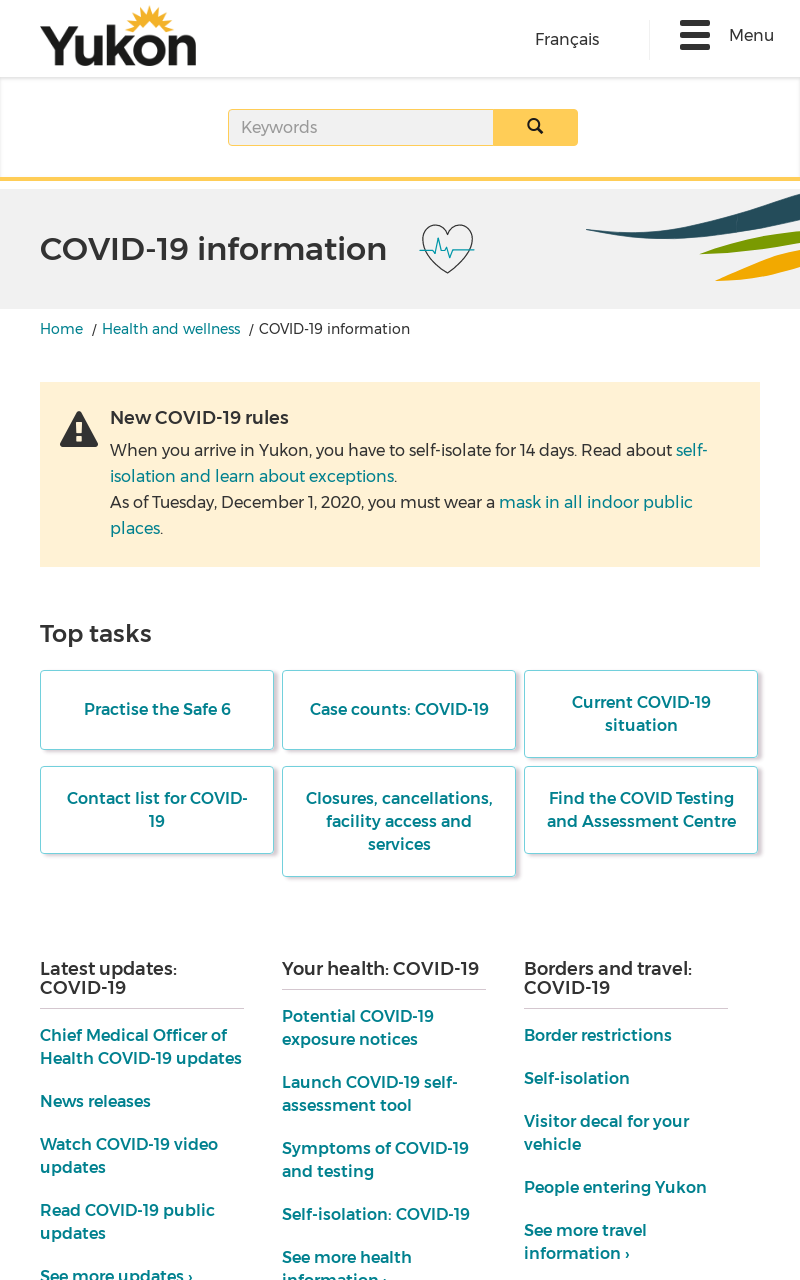 Yukon
Français
Menu
Keywords
COVID-19 information
Home / Health and wellness / COVID-19 information
New COVID-19 rules
When you arrive in Yukon, you have to self-isolate for 14 days. Read about self-
isolation and learn about exceptions.
As of Tuesday, December 1, 2020, you must wear a mask in all indoor public
places.
Top tasks
Practise the Safe 6
Case counts: COVID-19
Current COVID-19
situation
Contact list for COVID-
19
Closures, cancellations,
facility access and
services
Find the COVID Testing
and Assessment Centre
Latest updates:
COVID-19
Chief Medical Officer of
Health COVID-19 updates
News releases
Watch COVID-19 video
updates
Read COVID-19 public
updates
See more updates ›
Your health: COVID-19
Potential COVID-19
exposure notices
Launch COVID-19 self-
assessment tool
Symptoms of COVID-19
and testing
Self-isolation: COVID-19
See more health
information ›
Borders and travel:
COVID-19
Border restrictions
Self-isolation
Visitor decal for your
vehicle
People entering Yukon
See more travel
information ›